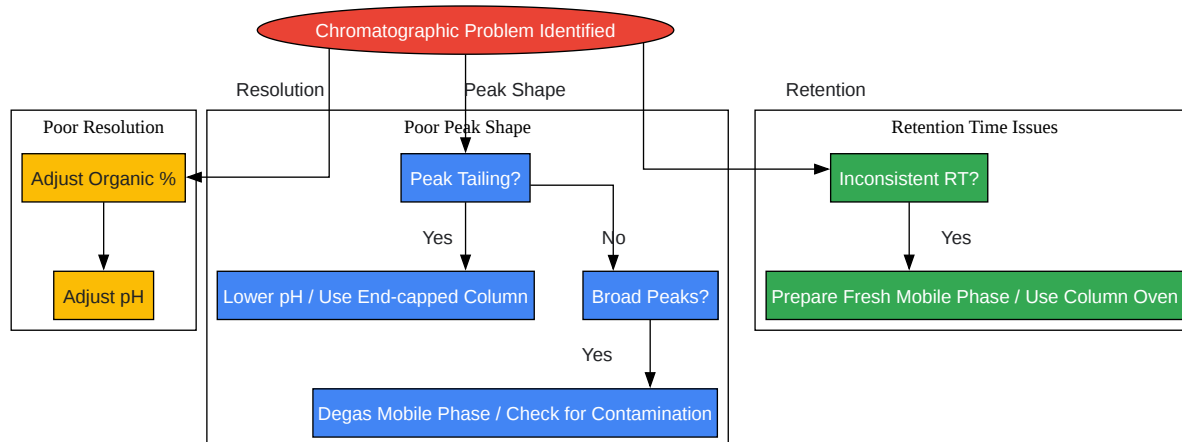 Chromatographic Problem Identified
Resolution
Peak Shape
Retention
Poor Resolution
Poor Peak Shape
Retention Time Issues
Adjust Organic %
Peak Tailing?
Inconsistent RT?
Yes
No
Yes
Adjust pH
Lower pH / Use End-capped Column
Broad Peaks?
Prepare Fresh Mobile Phase / Use Column Oven
Yes
Degas Mobile Phase / Check for Contamination